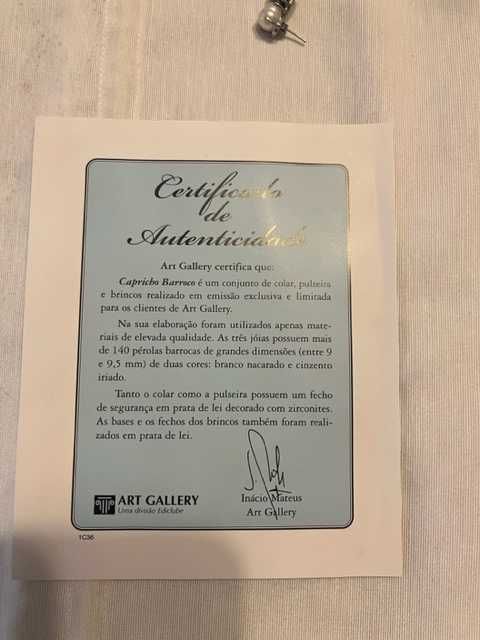 Certificado
de
Autenticidade
Art Gallery certifica que:
Capricho Barroco é um conjunto de colar, pulseira
e brincos realizado em emissão exclusiva e limitada
para os clientes de Art Gallery.
Na sua elaboração foram utilizados apenas mate-
riais de elevada qualidade. As três jóias possuem mais
de 140 pérolas barrocas de grandes dimensões (entre 9
e 9,5 mm) de duas cores: branco nacarado e cinzento
iriado.
Tanto o colar como a pulseira possuem um fecho
de segurança em prata de lei decorado com zirconites.
As bases e os fechos dos brincos também foram reali-
zados em prata de lei.
Inácio Mateus
Art Gallery
ART GALLERY
Uma divisão Ediclube
1C36